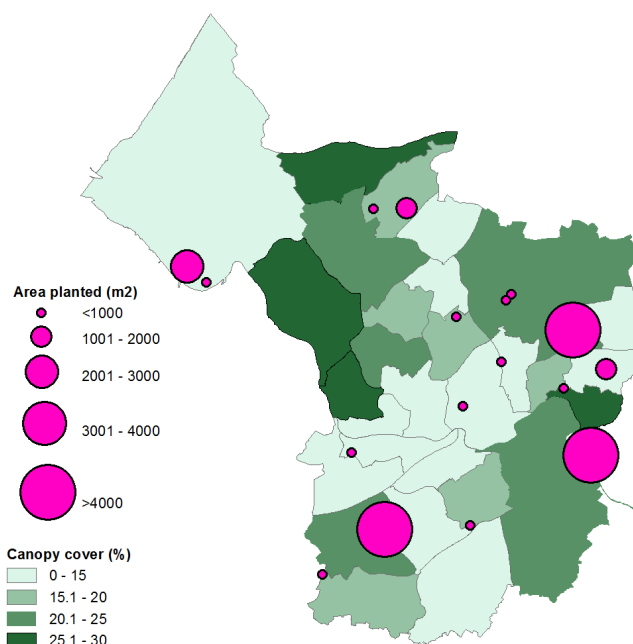 Area planted (m2)
<1000
1001 - 2000
2001 - 3000
3001 - 4000
>4000
Canopy cover (%)
0 - 15
15.1 - 20
20.1 - 25
25.1 - 30